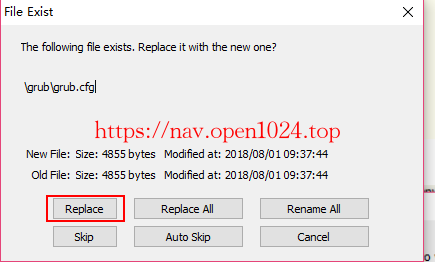 File Exist
The following file exists. Replace it with the new one?
\grub\grub.cfg
https://nav.open1024.top
New File: Size: 4855 bytes Modified at: 2018/08/01 09:37:44
Old File: Size: 4855 bytes Modified at: 2018/08/01 09:37:44
Replace Replace All Rename All
Skip Auto Skip Cancel